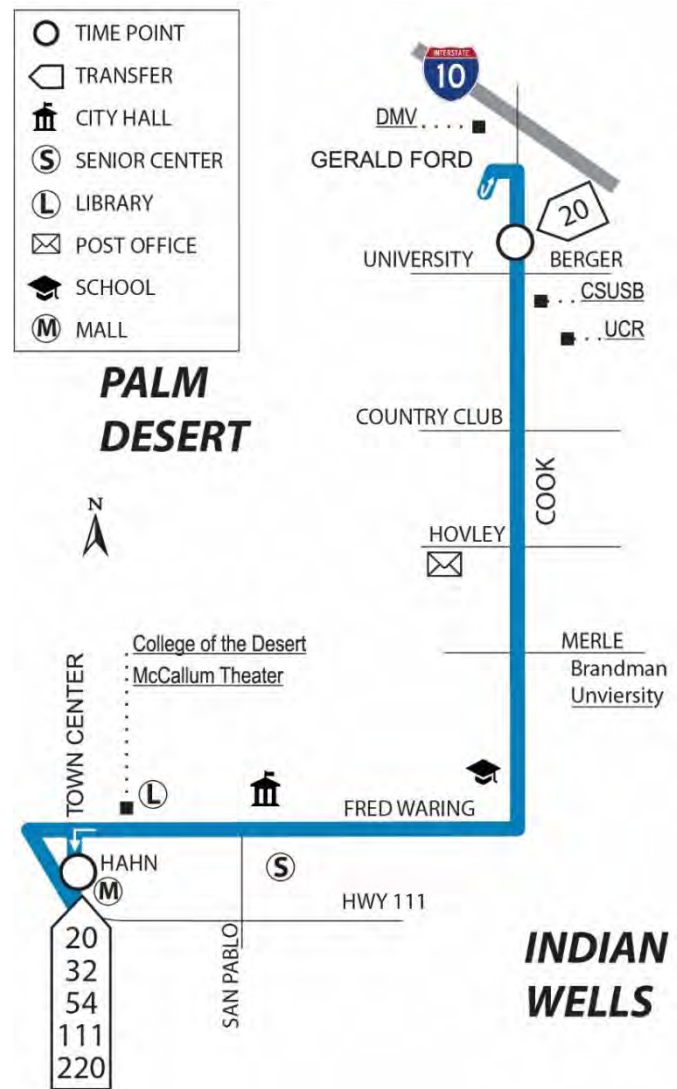 TIME POINT
TRANSFER
CITY HALL
S SENIOR CENTER
L LIBRARY
POST OFFICE
SCHOOL
M MALL
INTERSTATE
10
DMV
GERALD FORD
20
UNIVERSITY
BERGER
CSUSB
UCR
PALM
DESERT
COUNTRY CLUB
COOK
N
HOVLEY
MERLE
Brandman
Unviersity
College of the Desert
McCallum Theater
TOWN CENTER
L
FRED WARING
HAHN
M
S
HWY 111
SAN PABLO
20
32
54
111
220
INDIAN
WELLS